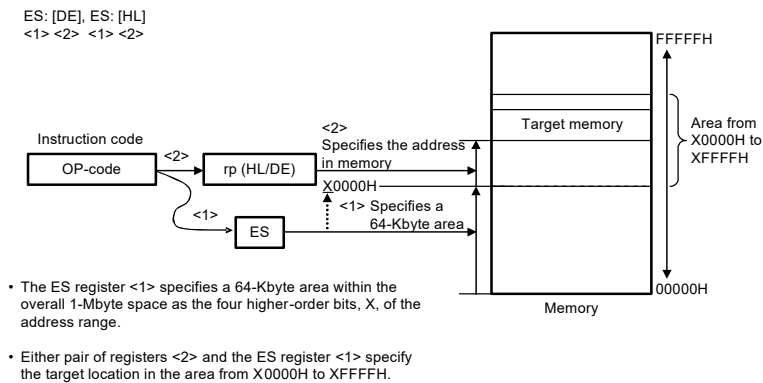 ES: [DE], ES: [HL]
<1> <2> <1> <2>
FFFFFH
Target memory
Area from
X0000H to
XFFFFH
Instruction code
OP-code
<2>
rp (HL/DE)
<2>
Specifies the address
in memory
X0000H
<1> Specifies a
64-Kbyte area
<1>
ES
00000H
Memory
• The ES register <1> specifies a 64-Kbyte area within the
overall 1-Mbyte space as the four higher-order bits, X, of the
address range.
• Either pair of registers <2> and the ES register <1> specify
the target location in the area from X0000H to XFFFFH.